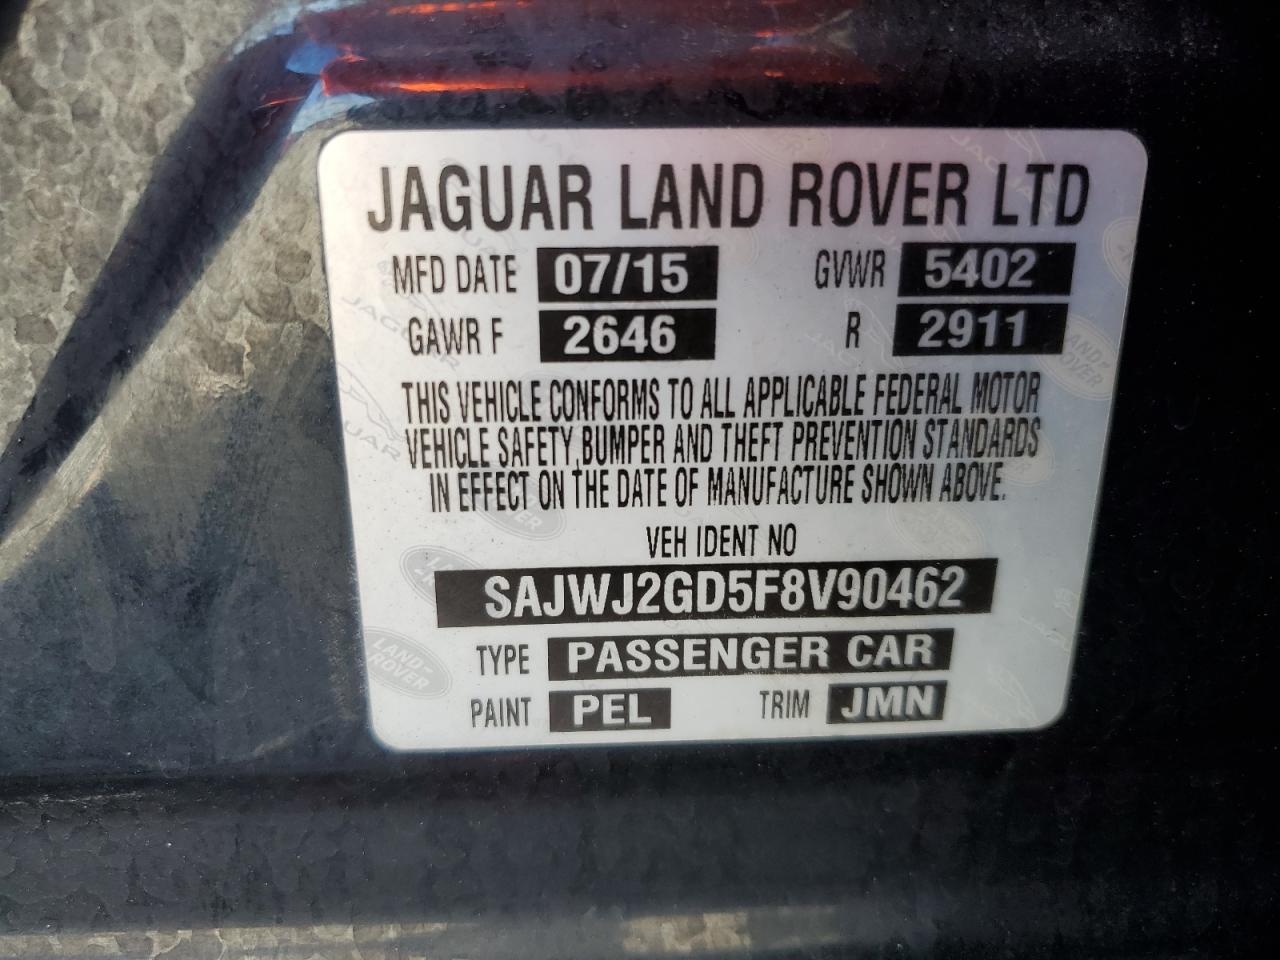 JAGUAR LAND ROVER LTD
MFD DATE 07/15 GVWR 5402
GAWR F 2646 R 2911
THIS VEHICLE CONFORMS TO ALL APPLICABLE FEDERAL MOTOR
VEHICLE SAFETY,BUMPER AND THEFT PREVENTION STANDARDS
IN EFFECT ON THE DATE OF MANUFACTURE SHOWN ABOVE.
VEH IDENT NO
SAJWJ2GD5F8V90462
TYPE PASSENGER CAR
PAINT PEL TRIM JMN